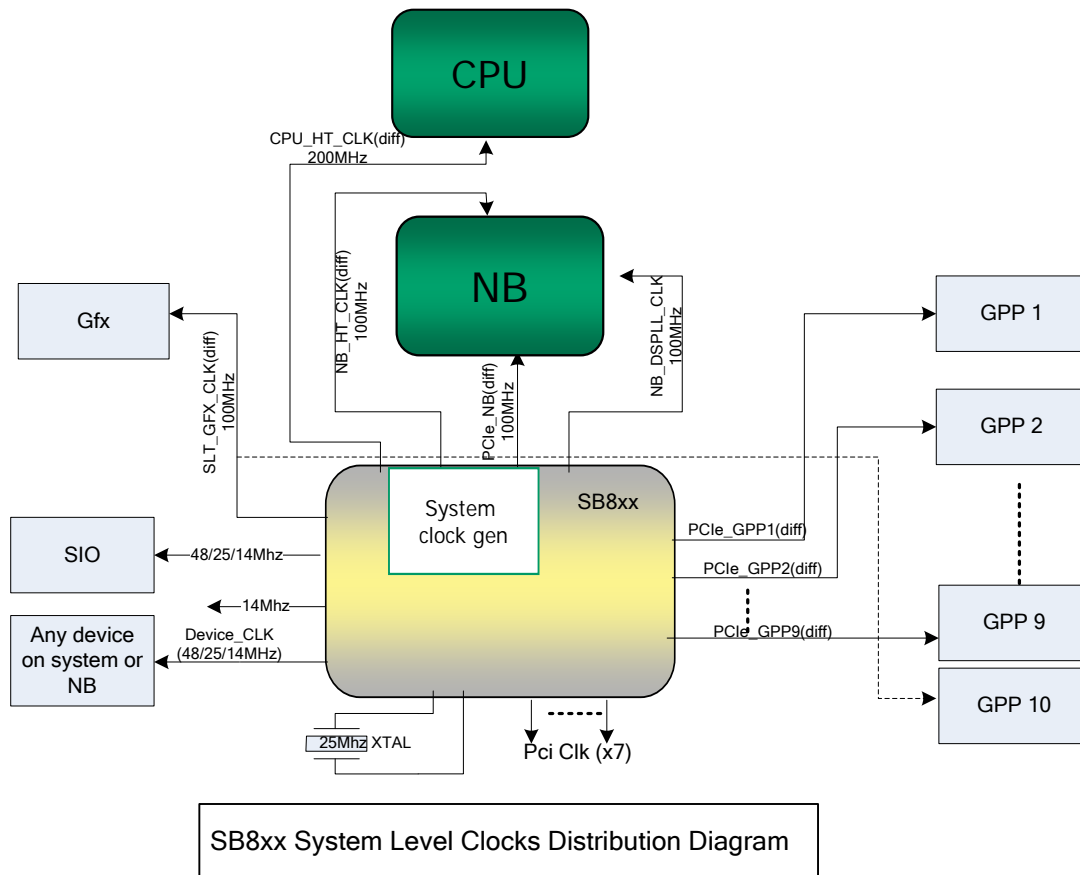 CPU
CPU_HT_CLK(diff)
200MHz
NB
NB_HT_CLK(diff)
100MHz
NB_DSPLL_CLK
100MHz
PCIe_NB(diff)
100MHz
Gfx
SLT_GFX_CLK(diff)
100MHz
GPP 1
GPP 2
System
clock gen
SB8xx
PCIe_GPP1(diff)
PCIe_GPP2(diff)
PCIe_GPP9(diff)
SIO
48/25/14Mhz
14Mhz
Any device
on system or
NB
Device_CLK
(48/25/14MHz)
GPP 9
GPP 10
25Mhz XTAL
Pci Clk (x7)
SB8xx System Level Clocks Distribution Diagram